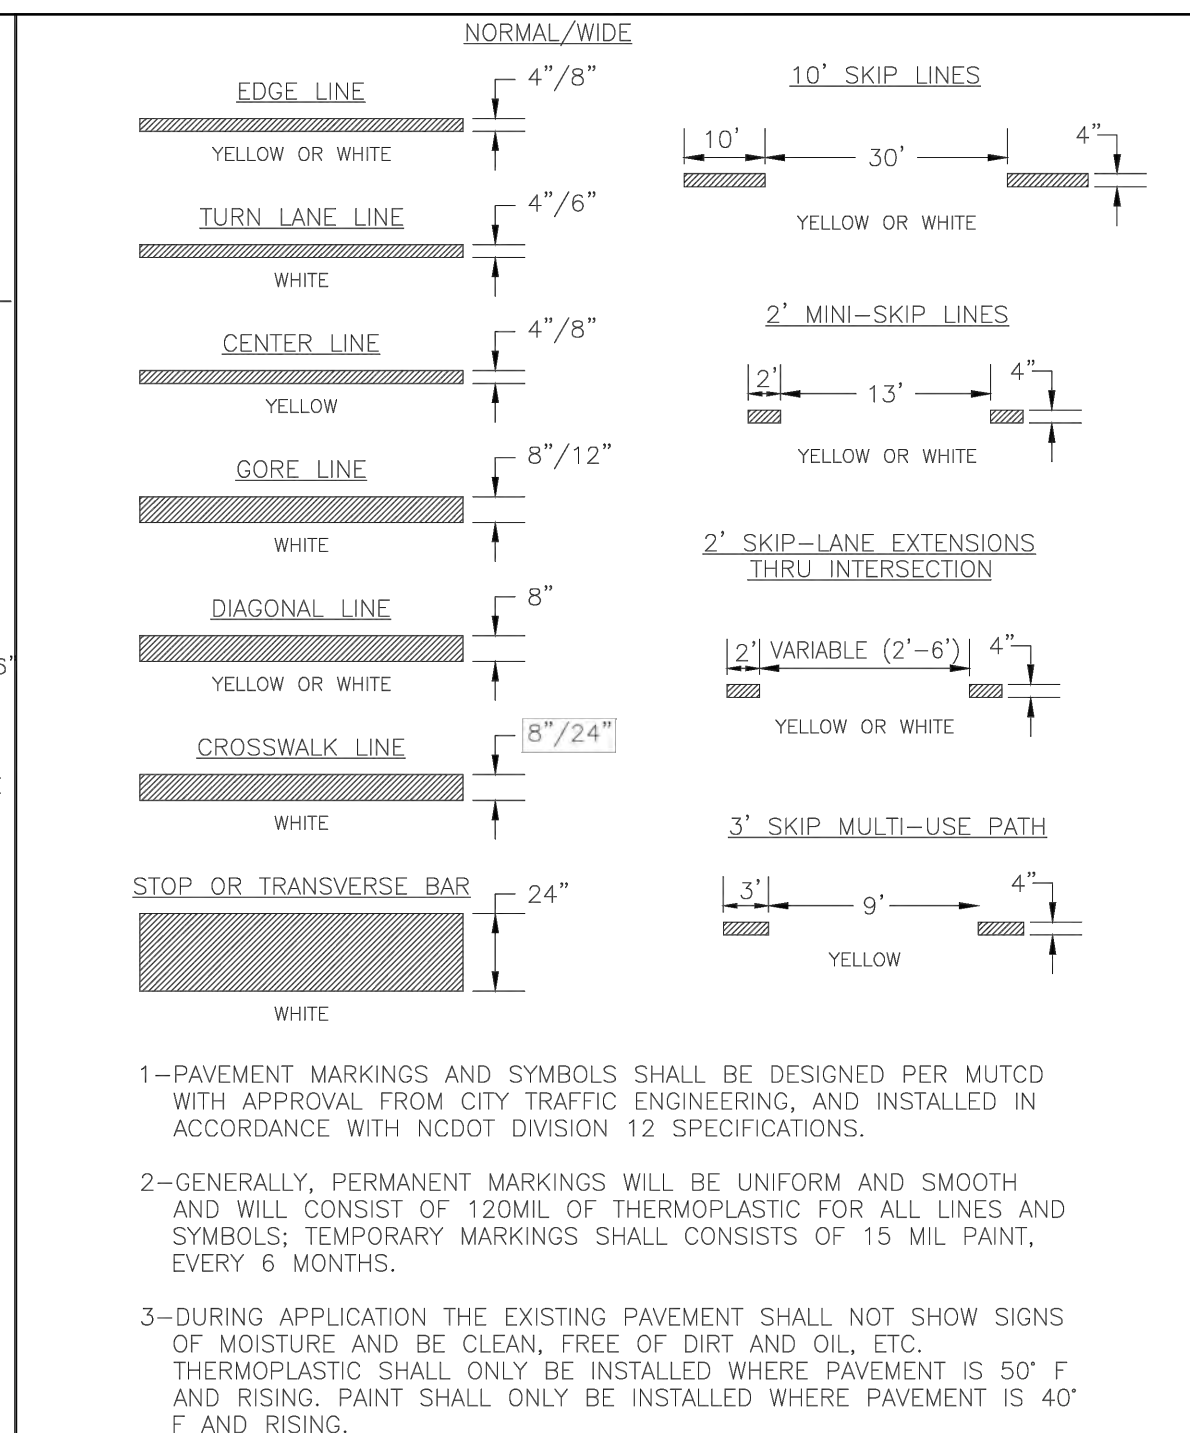 NORMAL/WIDE
EDGE LINE
4"/8"
YELLOW OR WHITE
TURN LANE LINE
4"/6"
WHITE
CENTER LINE
4"/8"
YELLOW
GORE LINE
8"/12"
WHITE
DIAGONAL LINE
8"
YELLOW OR WHITE
CROSSWALK LINE
8"/24"
WHITE
STOP OR TRANSVERSE BAR
24"
WHITE
10' SKIP LINES
10'
30'
4"
YELLOW OR WHITE
2' MINI-SKIP LINES
2'
13'
4"
YELLOW OR WHITE
2' SKIP-LANE EXTENSIONS
THRU INTERSECTION
2'
VARIABLE (2'-6')
4"
YELLOW OR WHITE
3' SKIP MULTI-USE PATH
3'
9'
4"
YELLOW
1-PAVEMENT MARKINGS AND SYMBOLS SHALL BE DESIGNED PER MUTCD
WITH APPROVAL FROM CITY TRAFFIC ENGINEERING, AND INSTALLED IN
ACCORDANCE WITH NCDOT DIVISION 12 SPECIFICATIONS.
2-GENERALLY, PERMANENT MARKINGS WILL BE UNIFORM AND SMOOTH
AND WILL CONSIST OF 120MIL OF THERMOPLASTIC FOR ALL LINES AND
SYMBOLS; TEMPORARY MARKINGS SHALL CONSISTS OF 15 MIL PAINT,
EVERY 6 MONTHS.
3-DURING APPLICATION THE EXISTING PAVEMENT SHALL NOT SHOW SIGNS
OF MOISTURE AND BE CLEAN, FREE OF DIRT AND OIL, ETC.
THERMOPLASTIC SHALL ONLY BE INSTALLED WHERE PAVEMENT IS 50° F
AND RISING. PAINT SHALL ONLY BE INSTALLED WHERE PAVEMENT IS 40°
F AND RISING.